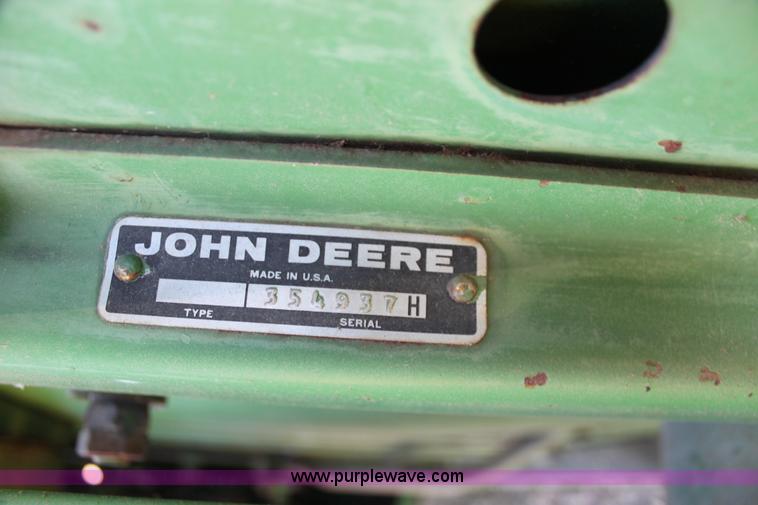 JOHN DEERE
MADE IN U.S.A.
354937H
TYPE SERIAL
www.purplewave.com